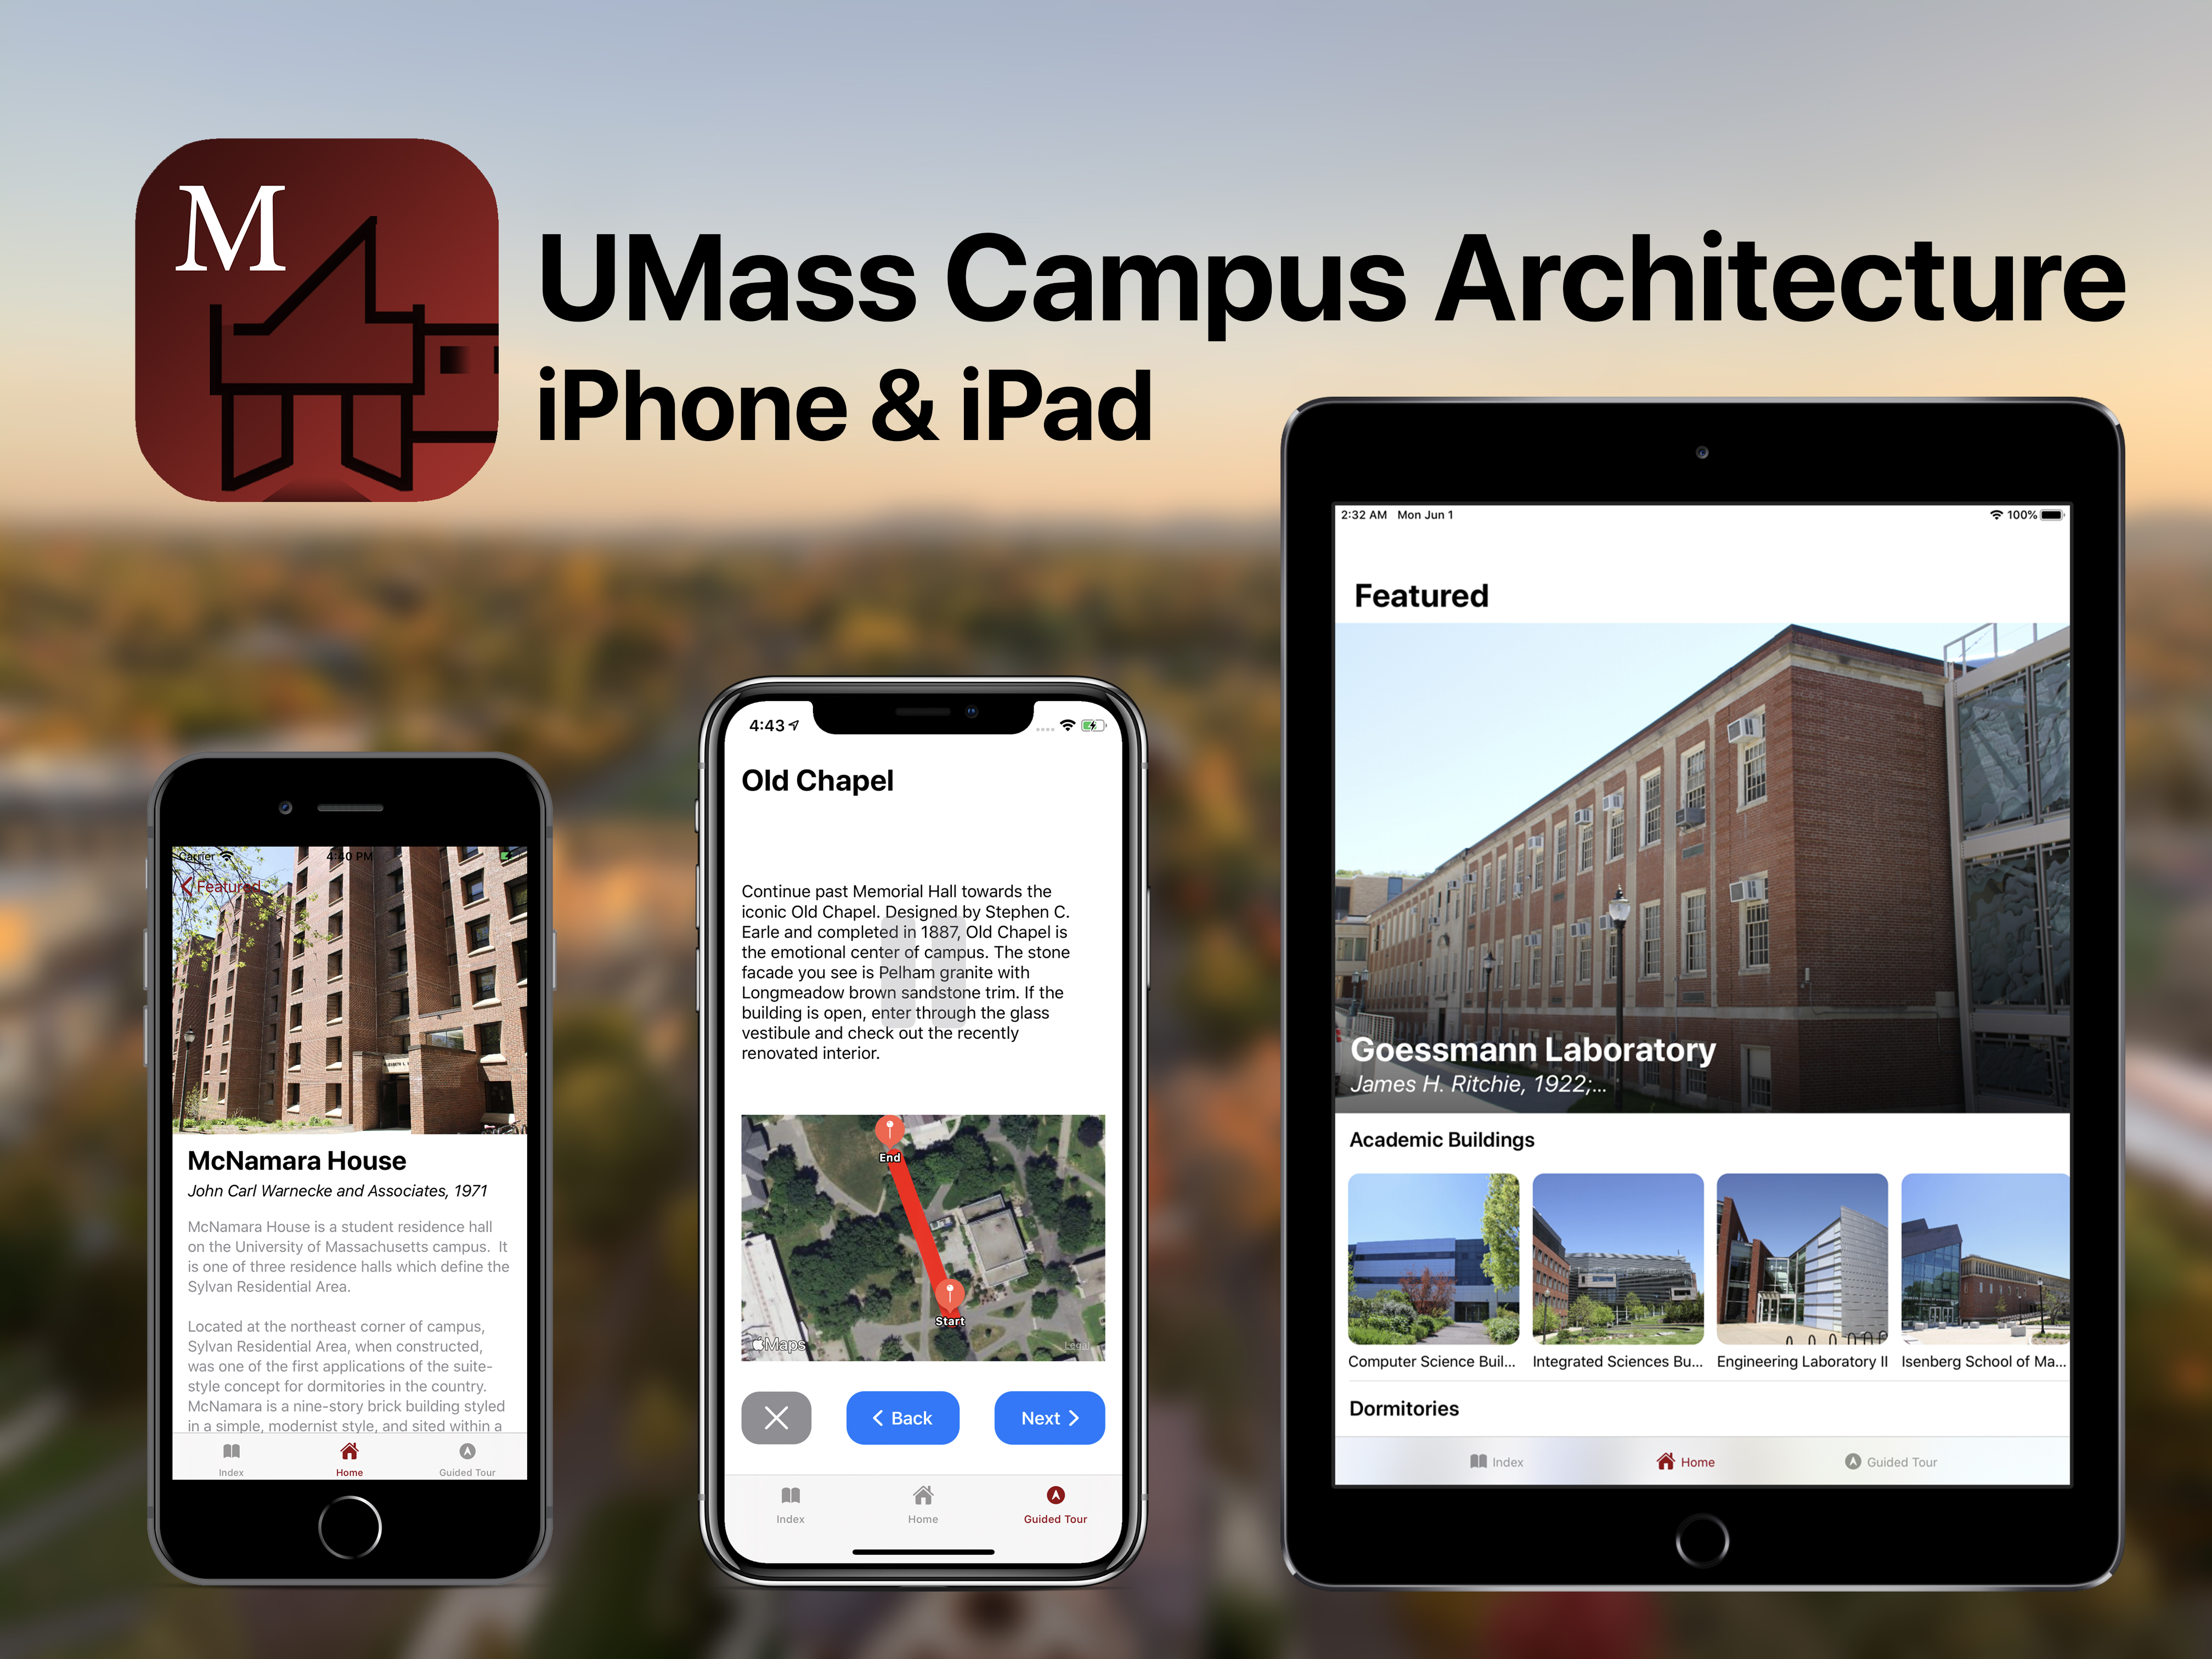 M
UMass Campus Architecture
iPhone & iPad
Carrier
4:40 PM
Featured
McNamara House
John Carl Warnecke and Associates, 1971
McNamara House is a student residence hall
on the University of Massachusetts campus. It
is one of three residence halls which define the
Sylvan Residential Area.
Located at the northeast corner of campus,
Sylvan Residential Area, when constructed,
was one of the first applications of the suite-
style concept for dormitories in the country.
McNamara is a nine-story brick building styled
in a simple, modernist style, and sited within a
Index
Home
Guided Tour
4:43
Old Chapel
Continue past Memorial Hall towards the
iconic Old Chapel. Designed by Stephen C.
Earle and completed in 1887, Old Chapel is
the emotional center of campus. The stone
facade you see is Pelham granite with
Longmeadow brown sandstone trim. If the
building is open, enter through the glass
vestibule and check out the recently
renovated interior.
End
Start
Maps
Legal
Back
Next
Index
Home
Guided Tour
2:32 AM Mon Jun 1
100%
Featured
Goessmann Laboratory
James H. Ritchie, 1922;...
Academic Buildings
Computer Science Buil...
Integrated Sciences Bu...
Engineering Laboratory II
Isenberg School of Ma...
Dormitories
Index
Home
Guided Tour